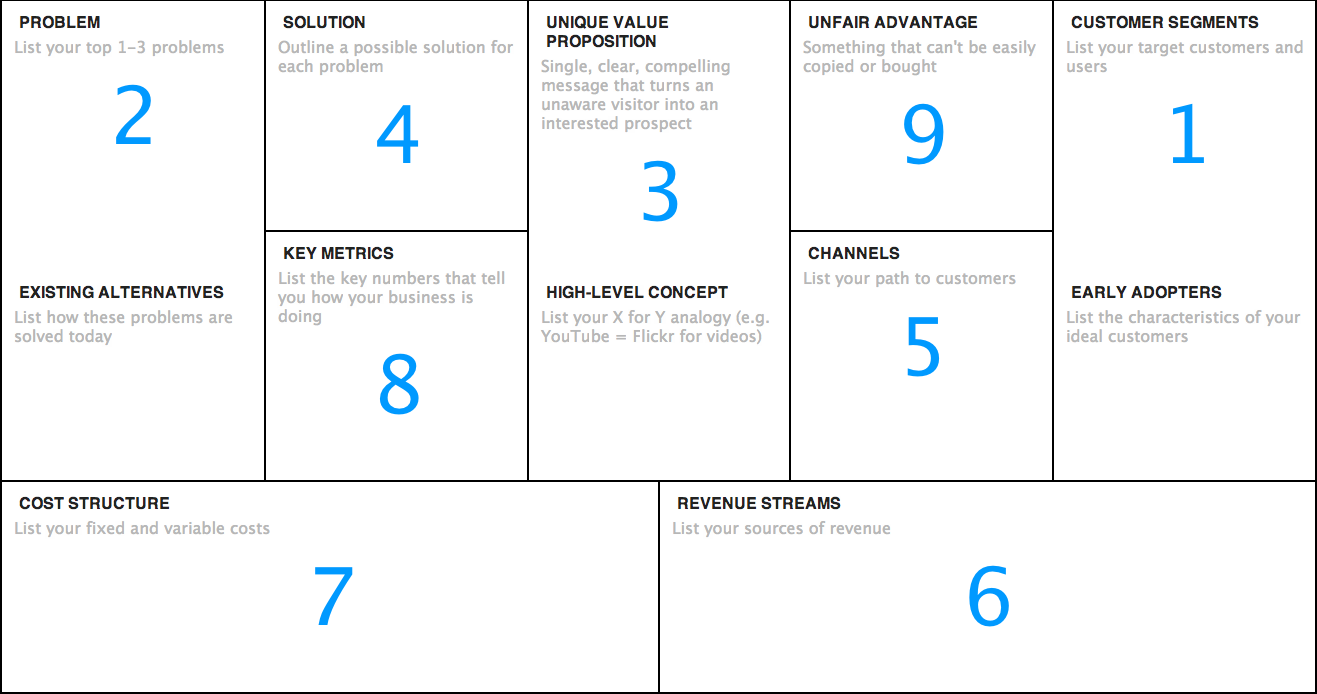 PROBLEM
List your top 1-3 problems
2
EXISTING ALTERNATIVES
List how these problems are
solved today
SOLUTION
Outline a possible solution for
each problem
4
KEY METRICS
List the key numbers that tell
you how your business is
doing
8
UNIQUE VALUE
PROPOSITION
Single, clear, compelling
message that turns an
unaware visitor into an
interested prospect
3
HIGH-LEVEL CONCEPT
List your X for Y analogy (e.g.
YouTube = Flickr for videos)
UNFAIR ADVANTAGE
Something that can't be easily
copied or bought
9
CHANNELS
List your path to customers
5
CUSTOMER SEGMENTS
List your target customers and
users
1
EARLY ADOPTERS
List the characteristics of your
ideal customers
COST STRUCTURE
List your fixed and variable costs
7
REVENUE STREAMS
List your sources of revenue
6